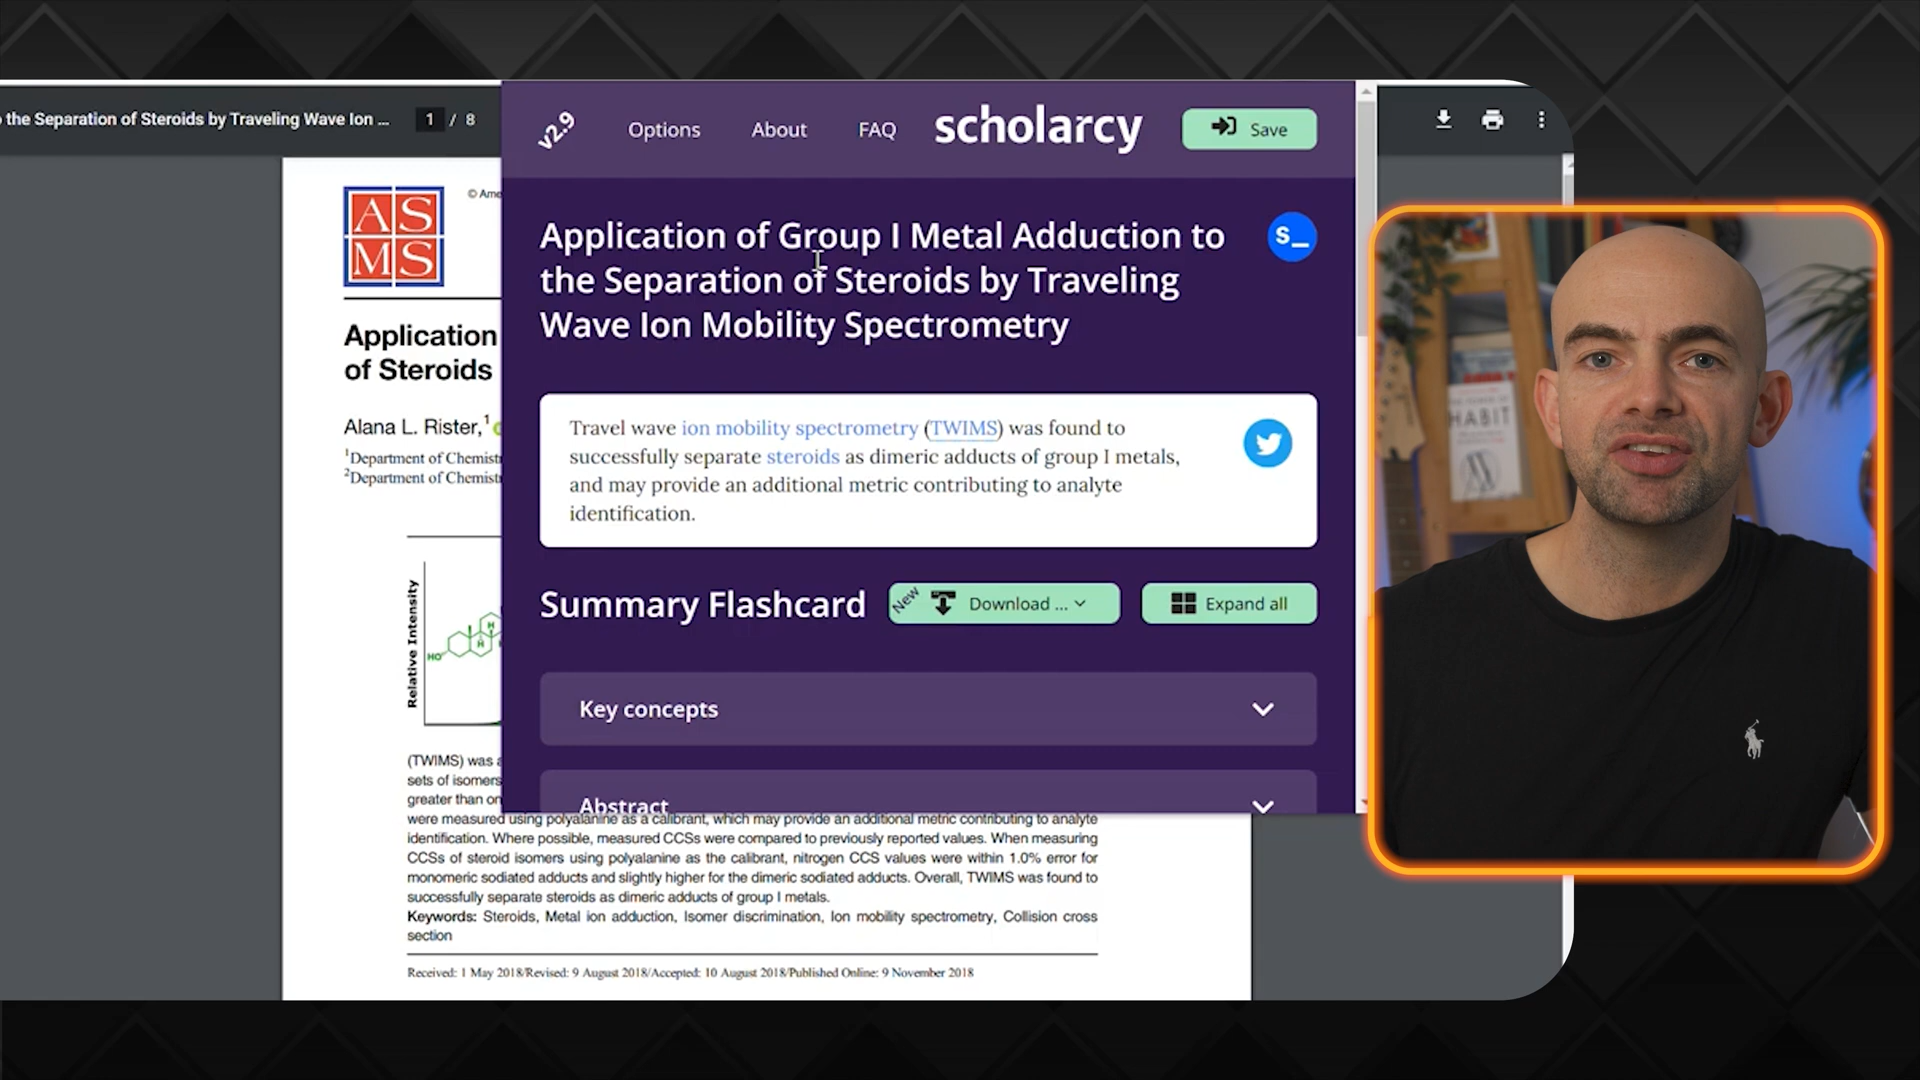 the Separation of Steroids by Traveling Wave Ion ...
1 / 8
v2.9
Options
About
FAQ
scholarcy
Save
Application of Group I Metal Adduction to
the Separation of Steroids by Traveling
Wave Ion Mobility Spectrometry
S_
Travel wave ion mobility spectrometry (TWIMS) was found to
successfully separate steroids as dimeric adducts of group I metals,
and may provide an additional metric contributing to analyte
identification.
Summary Flashcard
New
Download ...
Expand all
Key concepts
Abstract
AS
MS
© Ame
Application
of Steroids
Alana L. Rister,1
1Department of Chemist
2Department of Chemist
Relative Intensity
HO
H
H
H
(TWIMS) was
sets of isomers
greater than on
were measured using polyalanine as a calibrant, which may provide an additional metric contributing to analyte
identification. Where possible, measured CCSs were compared to previously reported values. When measuring
CCSs of steroid isomers using polyalanine as the calibrant, nitrogen CCS values were within 1.0% error for
monomeric sodiated adducts and slightly higher for the dimeric sodiated adducts. Overall, TWIMS was found to
successfully separate steroids as dimeric adducts of group I metals.
Keywords: Steroids, Metal ion adduction, Isomer discrimination, Ion mobility spectrometry, Collision cross
section
Received: 1 May 2018/Revised: 9 August 2018/Accepted: 10 August 2018/Published Online: 9 November 2018
HABIT